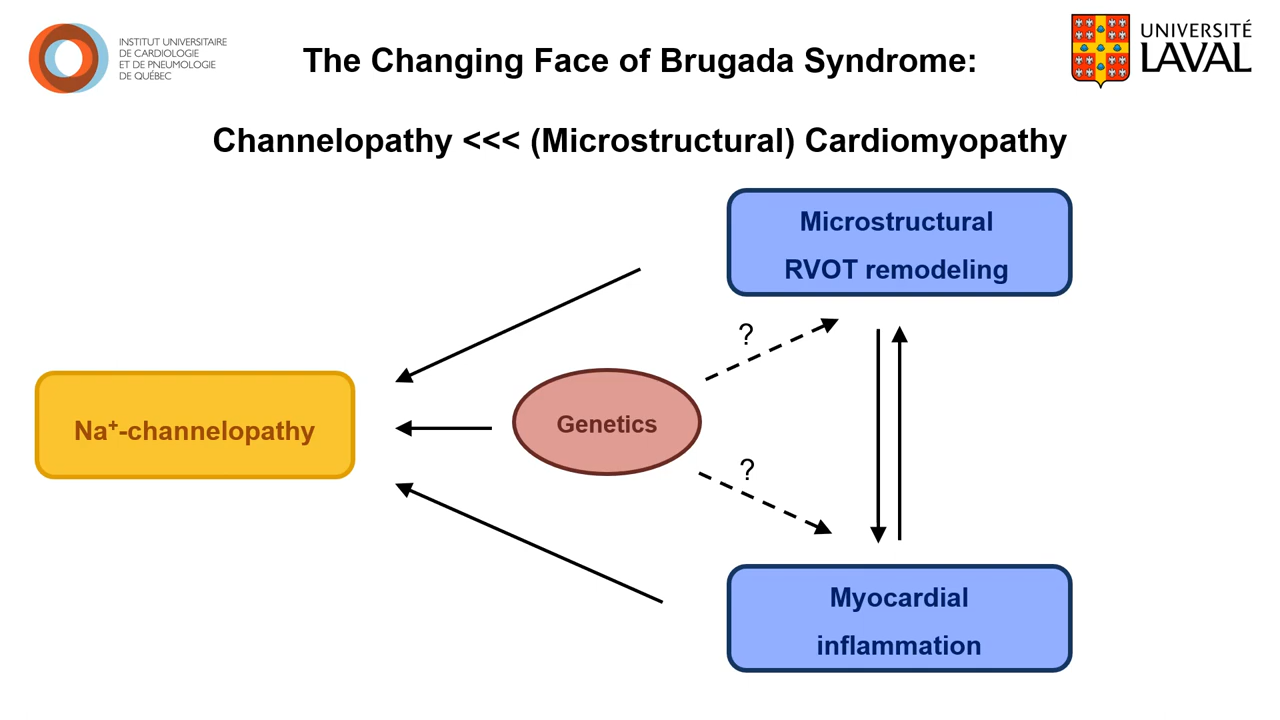 INSTITUT UNIVERSITAIRE
DE CARDIOLOGIE
ET DE PNEUMOLOGIE
DE QUÉBEC
The Changing Face of Brugada Syndrome:
UNIVERSITÉ
LAVAL
Channelopathy <<< (Microstructural) Cardiomyopathy
Microstructural
RVOT remodeling
?
Na⁺-channelopathy
Genetics
?
Myocardial
inflammation